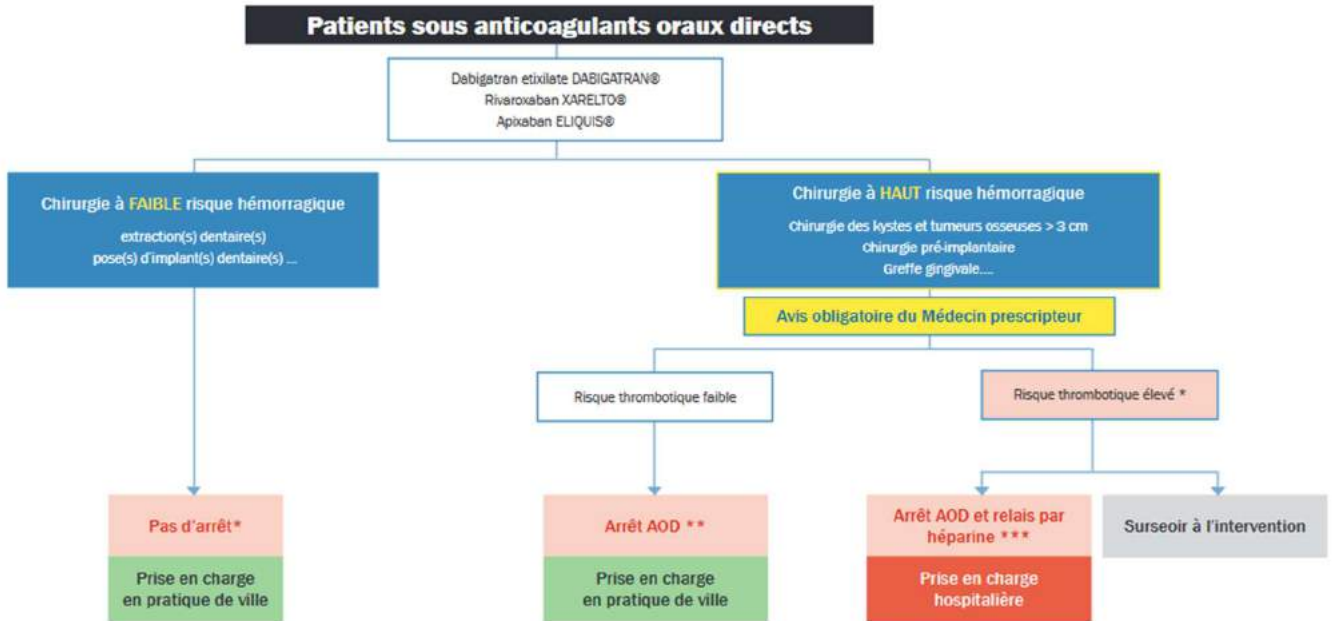 Patients sous anticoagulants oraux directs
Dabigatran etixilate DABIGATRAN®
Rivaroxaban XARELTO®
Apixaban ELIQUIS®
Chirurgie à FAIBLE risque hémorragique
extraction(s) dentaire(s)
pose(s) d'implant(s) dentaire(s) ...
Chirurgie à HAUT risque hémorragique
Chirurgie des kystes et tumeurs osseuses > 3 cm
Chirurgie pré-implantaire
Greffe gingivale....
Avis obligatoire du Médecin prescripteur
Risque thrombotique faible
Risque thrombotique élevé *
Pas d'arrêt*
Prise en charge
en pratique de ville
Arrêt AOD **
Prise en charge
en pratique de ville
Arrêt AOD et relais par
héparine ***
Prise en charge
hospitalière
Surseoir à l'intervention